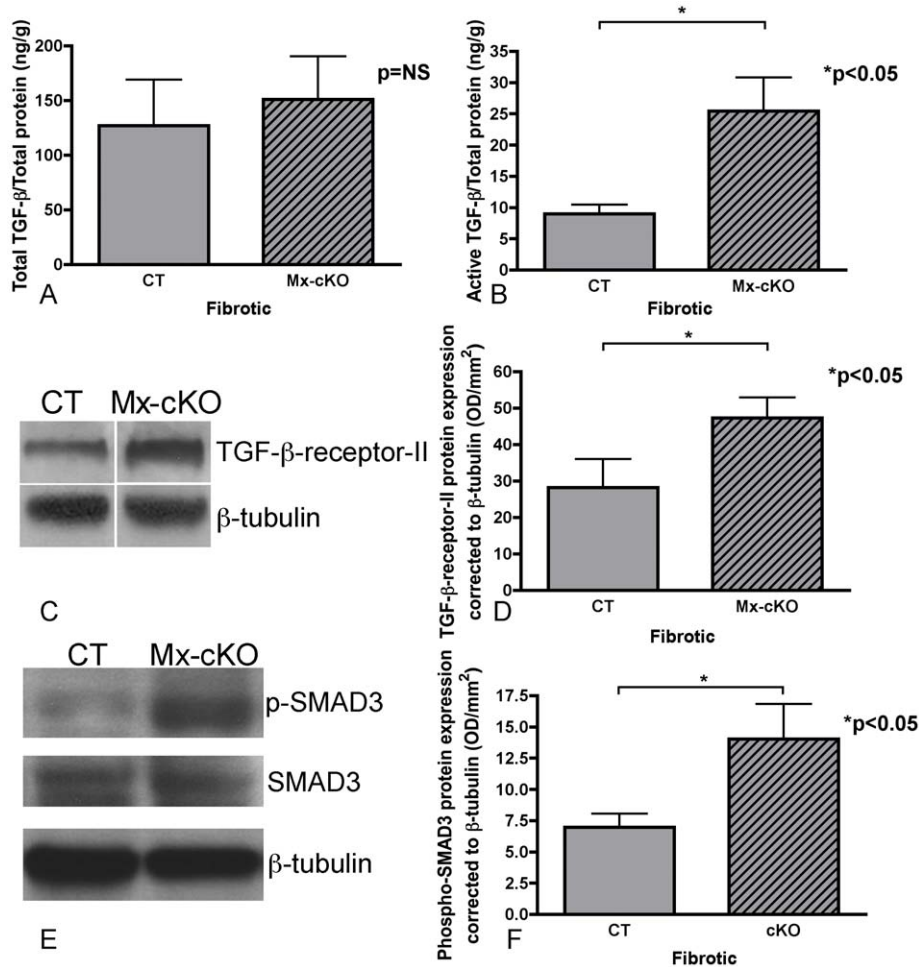 Total TGF-β/Total protein (ng/g)
200
150
100
50
0
p=NS
CT
Mx-cKO
Fibrotic
A
Active TGF-β/Total protein (ng/g)
35
30
25
20
15
10
5
0
*
*p<0.05
CT
Mx-cKO
Fibrotic
B
CT Mx-cKO
TGF-β-receptor-II
β-tubulin
C
TGF-β-receptor-II protein expression
corrected to β-tubulin (OD/mm²)
60
50
40
30
20
10
0
*
*p<0.05
CT
Mx-cKO
Fibrotic
D
CT Mx-cKO
p-SMAD3
SMAD3
β-tubulin
E
Phospho-SMAD3 protein expression
corrected to β-tubulin (OD/mm²)
17.5
15.0
12.5
10.0
7.5
5.0
2.5
0.0
*
*p<0.05
CT
cKO
Fibrotic
F